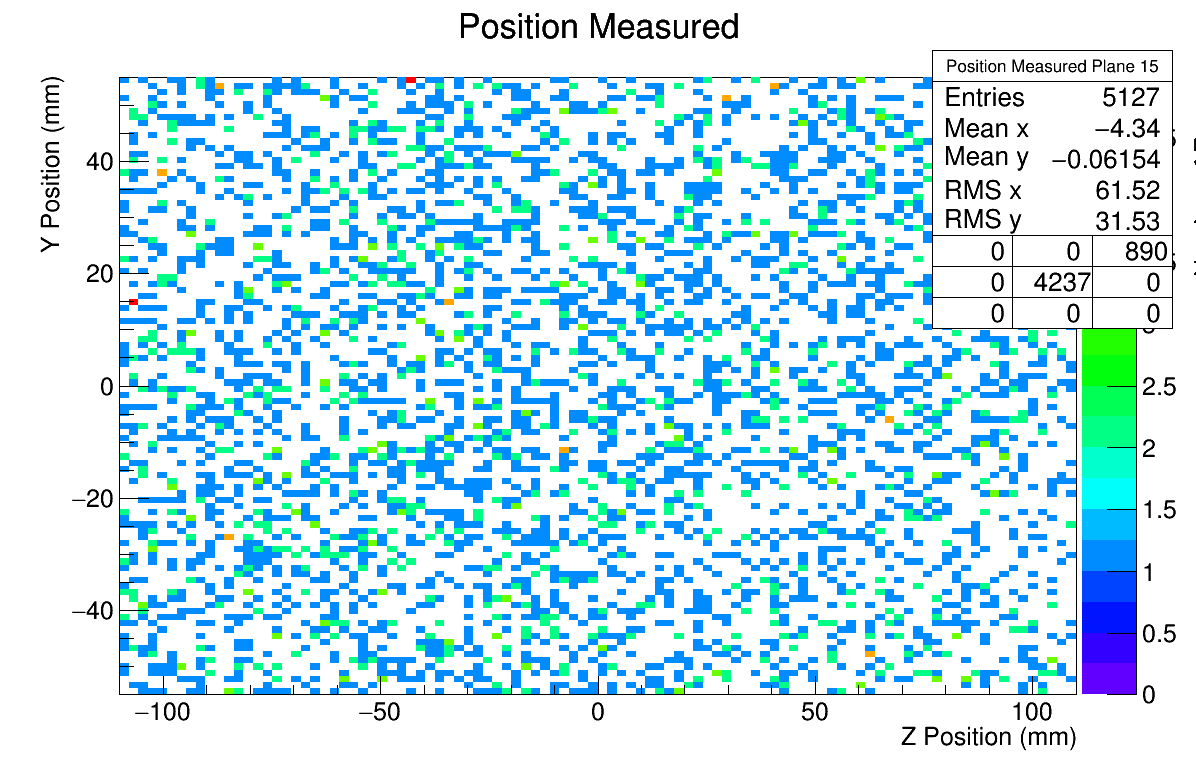 Position Measured
Position Measured Plane 15
Entries 5127
Mean x −4.34
Mean y −0.06154
RMS x 61.52
RMS y 31.53
0 0 890
0 4237 0
0 0 0
Y Position (mm)
40
20
0
−20
−40
−100 −50 0 50 100
Z Position (mm)
2.5
2
1.5
1
0.5
0